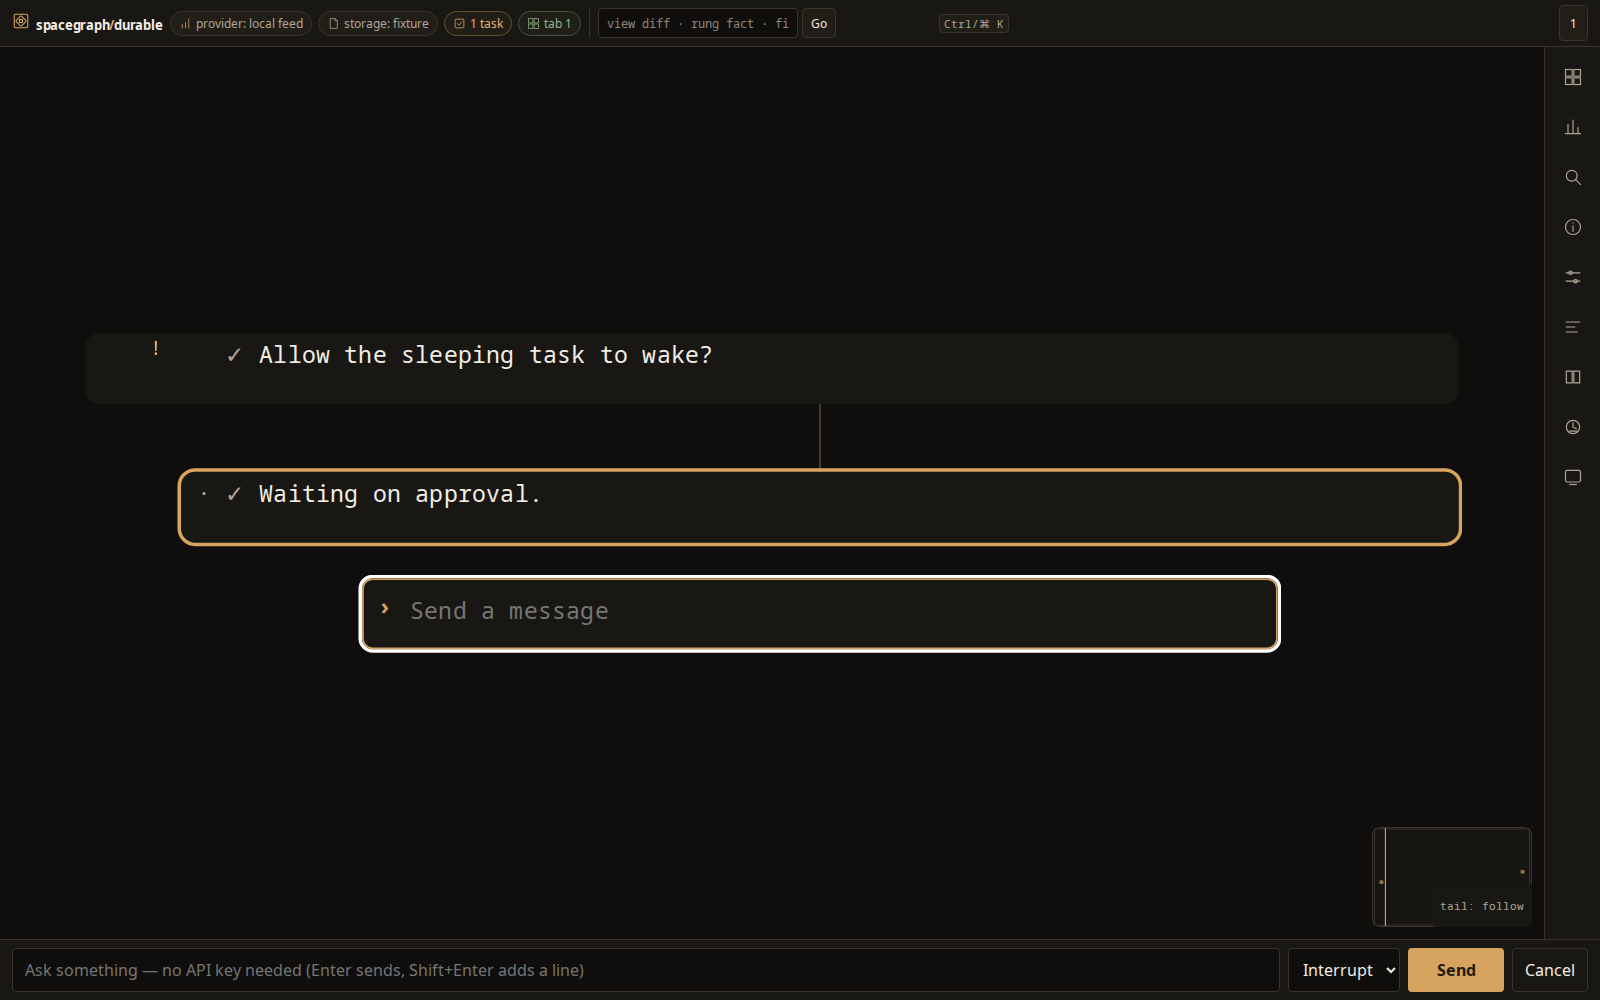 spacegraph/durable
provider: local feed
storage: fixture
1 task
tab 1
view diff · rung fact · fi
Go
Ctrl/⌘ K
1
! ✓ Allow the sleeping task to wake?
· ✓ Waiting on approval.
› Send a message
tail: follow
Ask something — no API key needed (Enter sends, Shift+Enter adds a line)
Interrupt
Send
Cancel